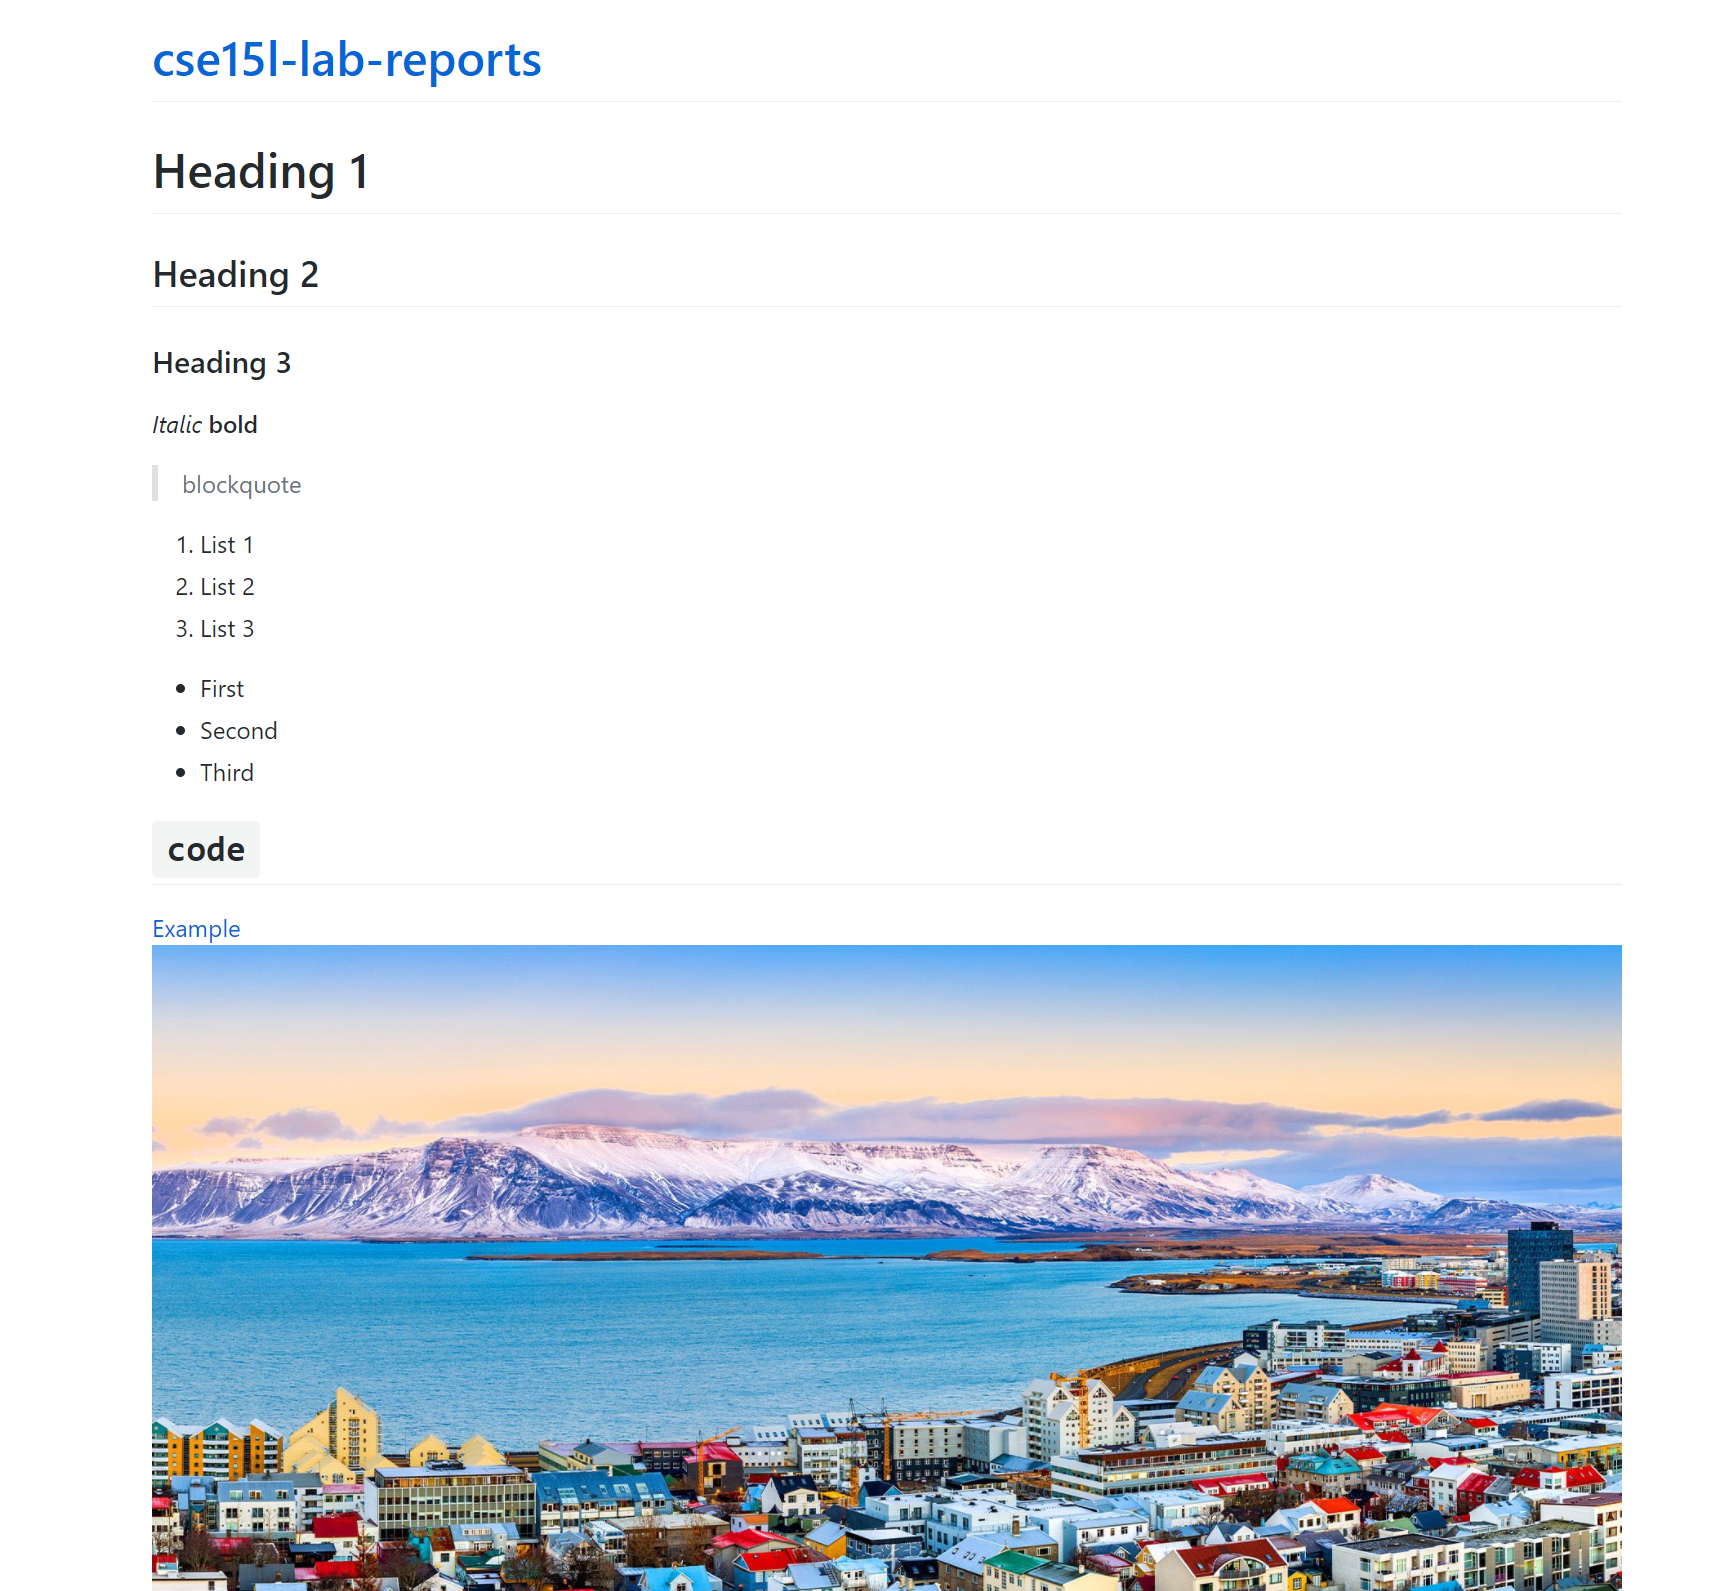 cse15l-lab-reports
Heading 1
Heading 2
Heading 3
Italic bold
blockquote
1. List 1
2. List 2
3. List 3
• First
• Second
• Third
code
Example